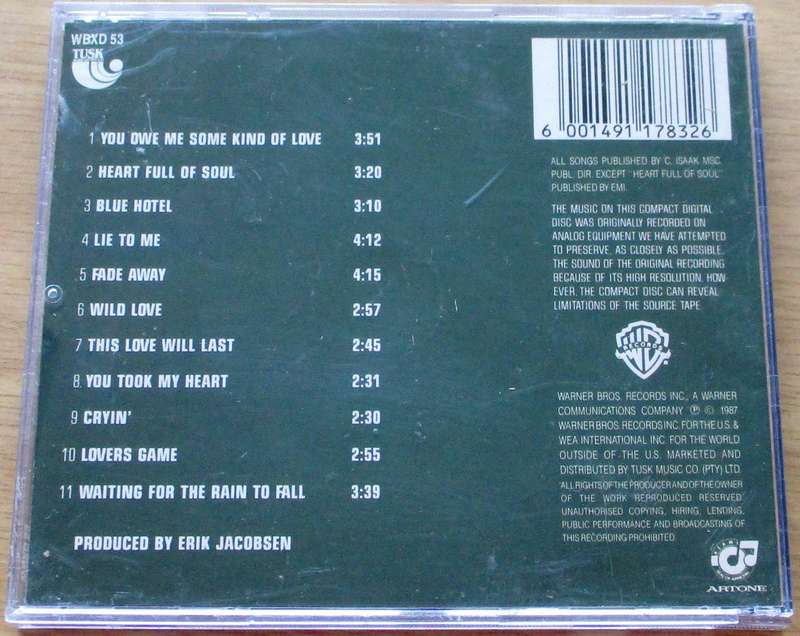 WBXD 53
TUSK
1 YOU OWE ME SOME KIND OF LOVE 3:51
2 HEART FULL OF SOUL 3:20
3 BLUE HOTEL 3:10
4 LIE TO ME 4:12
5 FADE AWAY 4:15
6 WILD LOVE 2:57
7 THIS LOVE WILL LAST 2:45
8 YOU TOOK MY HEART 2:31
9 CRYIN' 2:30
10 LOVERS GAME 2:55
11 WAITING FOR THE RAIN TO FALL 3:39
PRODUCED BY ERIK JACOBSEN
6 001491 178326
ALL SONGS PUBLISHED BY C. ISAAK MSC.
PUBL. DIR. EXCEPT "HEART FULL OF SOUL"
PUBLISHED BY EMI.
THE MUSIC ON THIS COMPACT DIGITAL
DISC WAS ORIGINALLY RECORDED ON
ANALOG EQUIPMENT WE HAVE ATTEMPTED
TO PRESERVE, AS CLOSELY AS POSSIBLE,
THE SOUND OF THE ORIGINAL RECORDING
BECAUSE OF ITS HIGH RESOLUTION, HOW
EVER, THE COMPACT DISC CAN REVEAL
LIMITATIONS OF THE SOURCE TAPE
RECORDS
WARNER BROS. RECORDS INC., A WARNER
COMMUNICATIONS COMPANY ℗ © 1987
WARNER BROS. RECORDS INC. FOR THE U.S. &
WEA INTERNATIONAL INC. FOR THE WORLD
OUTSIDE OF THE U.S. MARKETED AND
DISTRIBUTED BY TUSK MUSIC CO. (PTY) LTD.
ALL RIGHTS OF THE PRODUCER AND OF THE OWNER
OF THE WORK REPRODUCED RESERVED
UNAUTHORISED COPYING, HIRING, LENDING,
PUBLIC PERFORMANCE AND BROADCASTING OF
THIS RECORDING PROHIBITED.
ARTONE